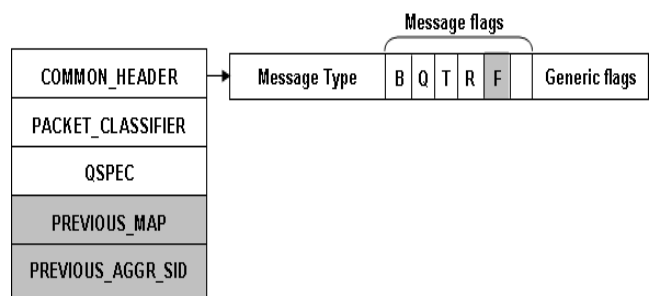 Message flags
COMMON_HEADER
Message Type B Q T R F Generic flags
PACKET_CLASSIFIER
QSPEC
PREVIOUS_MAP
PREVIOUS_AGGR_SID